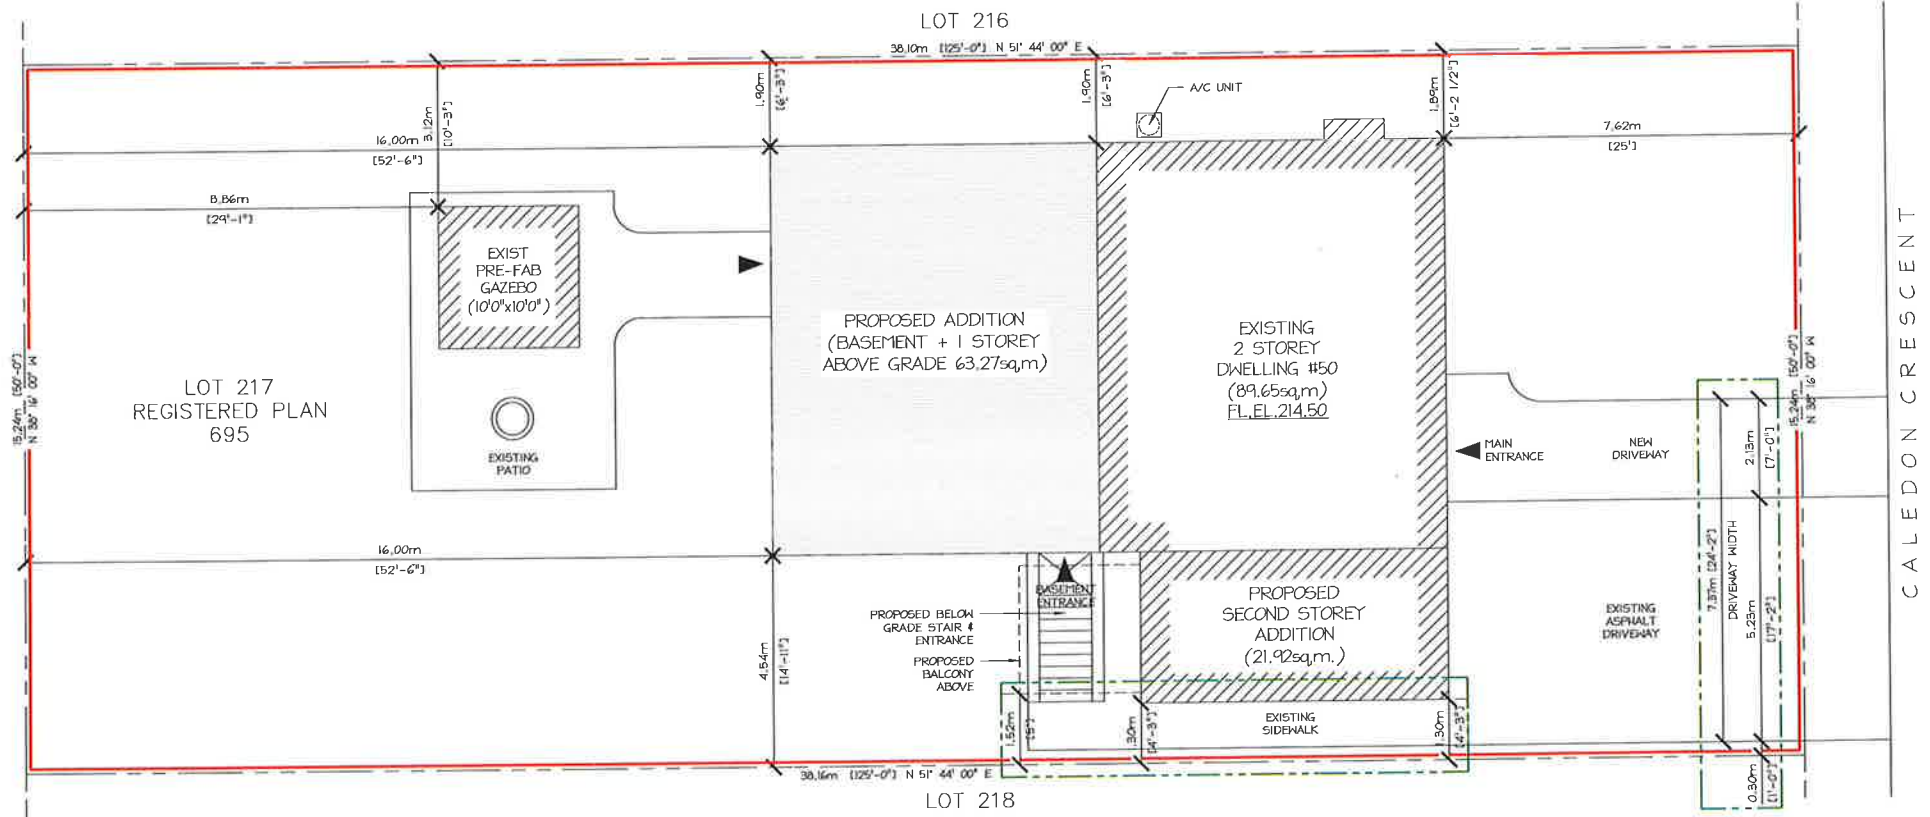 LOT 216
38.10m [125'-0"] N 51° 44' 00" E
3.12m
[10'-3"]
1.90m
[6'-3"]
1.90m
[6'-3"]
A/C UNIT
1.89m
[6'-2 1/2"]
7.62m
[25']
16.00m
[52'-6"]
8.86m
[29'-1"]
EXIST
PRE-FAB
GAZEBO
(10'0"x10'0")
LOT 217
REGISTERED PLAN
695
EXISTING
PATIO
15.24m [50'-0"]
N 38° 16' 00" W
PROPOSED ADDITION
(BASEMENT + 1 STOREY
ABOVE GRADE 63.27sq.m)
EXISTING
2 STOREY
DWELLING #50
(89.65sq.m)
FL.EL.214.50
MAIN
ENTRANCE
NEW
DRIVEWAY
15.24m [50'-0"]
N 38° 16' 00" W
CALEDON CRESCENT
2.13m
[7'-0"]
7.37m [24'-2"]
DRIVEWAY WIDTH
5.23m
[17'-2"]
EXISTING
ASPHALT
DRIVEWAY
0.30m
[1'-0"]
16.00m
[52'-6"]
4.54m
[14'-11"]
BASEMENT
ENTRANCE
PROPOSED BELOW
GRADE STAIR &
ENTRANCE
PROPOSED
BALCONY
ABOVE
PROPOSED
SECOND STOREY
ADDITION
(21.92sq.m.)
EXISTING
SIDEWALK
1.52m
[5']
1.30m
[4'-3"]
1.30m
[4'-3"]
38.16m [125'-0"] N 51° 44' 00" E
LOT 218